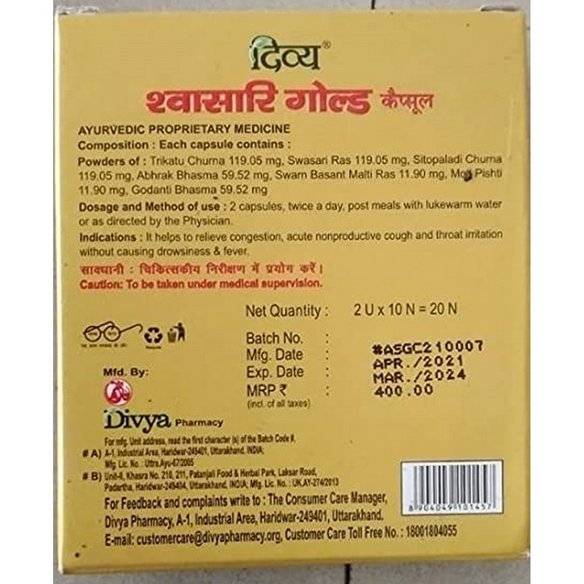 दिव्य®
श्वासारि गोल्ड कैप्सूल
AYURVEDIC PROPRIETARY MEDICINE
Composition : Each capsule contains :
Powders of : Trikatu Churna 119.05 mg, Swasari Ras 119.05 mg, Sitopaladi Churna
119.05 mg, Abhrak Bhasma 59.52 mg, Swarn Basant Malti Ras 11.90 mg, Moti Pishti
11.90 mg, Godanti Bhasma 59.52 mg
Dosage and Method of use : 2 capsules, twice a day, post meals with lukewarm water
or as directed by the Physician.
Indications : It helps to relieve congestion, acute nonproductive cough and throat irritation
without causing drowsiness & fever.
सावधानी : चिकित्सकीय निरीक्षण में प्रयोग करें।
Caution: To be taken under medical supervision.
Net Quantity : 2 U x 10 N = 20 N
Batch No. : #ASGC210007
Mfg. Date : APR./2021
Exp. Date : MAR./2024
MRP ₹ : 400.00
(incl. of all taxes)
Mfd. By:
Divya Pharmacy
For mfg. Unit address, read the first character (s) of the Batch Code #.
# A) A-1, Industrial Area, Haridwar-249401, Uttarakhand, INDIA;
Mfg. Lic. No. : Uttra.Ayu-67/2005
# B) Unit-II, Khasra No. 210, 211, Patanjali Food & Herbal Park, Laksar Road,
Padartha, Haridwar-249404, Uttarakhand, INDIA; Mfg. Lic. No. : UK.AY-274/2013
For Feedback and complaints write to : The Consumer Care Manager,
Divya Pharmacy, A-1, Industrial Area, Haridwar-249401, Uttarakhand.
E-mail: customercare@divyapharmacy.org, Customer Care Toll Free No. : 18001804055
8 904049 101457